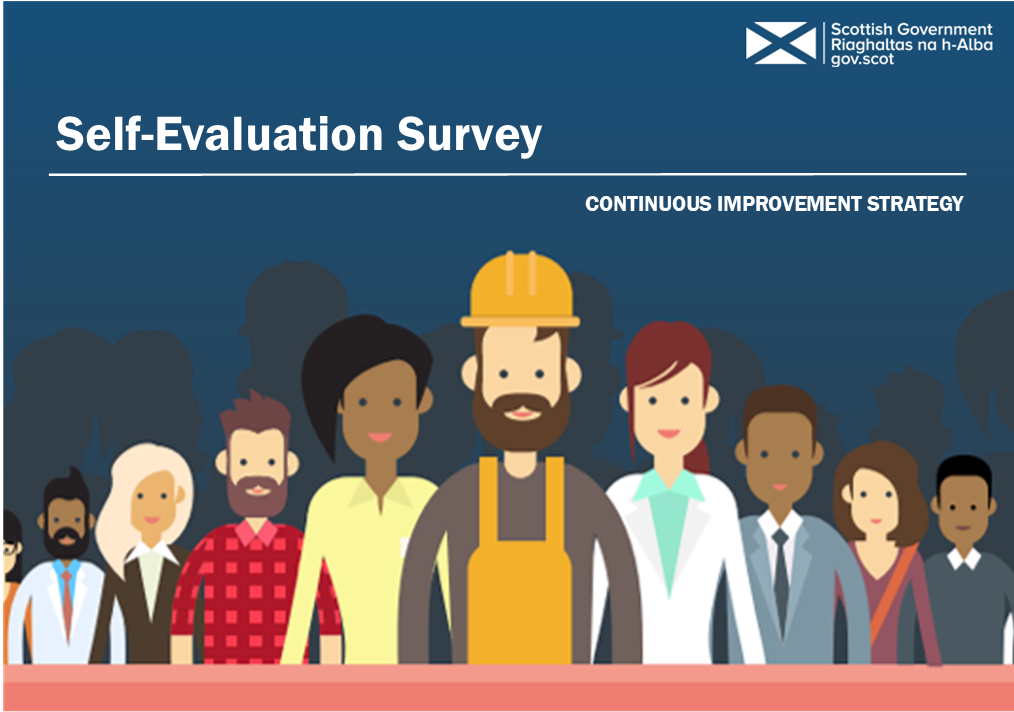 Scottish Government
Riaghaltas na h-Alba
gov.scot
Self-Evaluation Survey
CONTINUOUS IMPROVEMENT STRATEGY